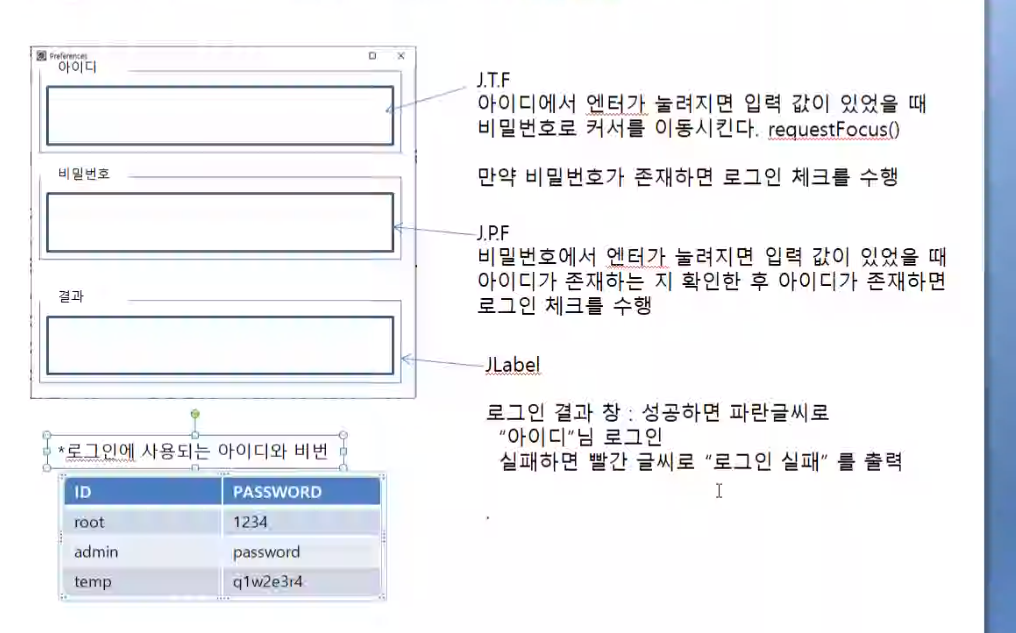 Preferences
아이디
비밀번호
결과
J.T.F
아이디에서 엔터가 눌려지면 입력 값이 있었을 때
비밀번호로 커서를 이동시킨다. requestFocus()
만약 비밀번호가 존재하면 로그인 체크를 수행
J.P.F
비밀번호에서 엔터가 눌려지면 입력 값이 있었을 때
아이디가 존재하는 지 확인한 후 아이디가 존재하면
로그인 체크를 수행
JLabel
로그인 결과 창 : 성공하면 파란글씨로
“아이디”님 로그인
실패하면 빨간 글씨로 “로그인 실패” 를 출력
.
*로그인에 사용되는 아이디와 비번
ID PASSWORD
root 1234
admin password
temp q1w2e3r4